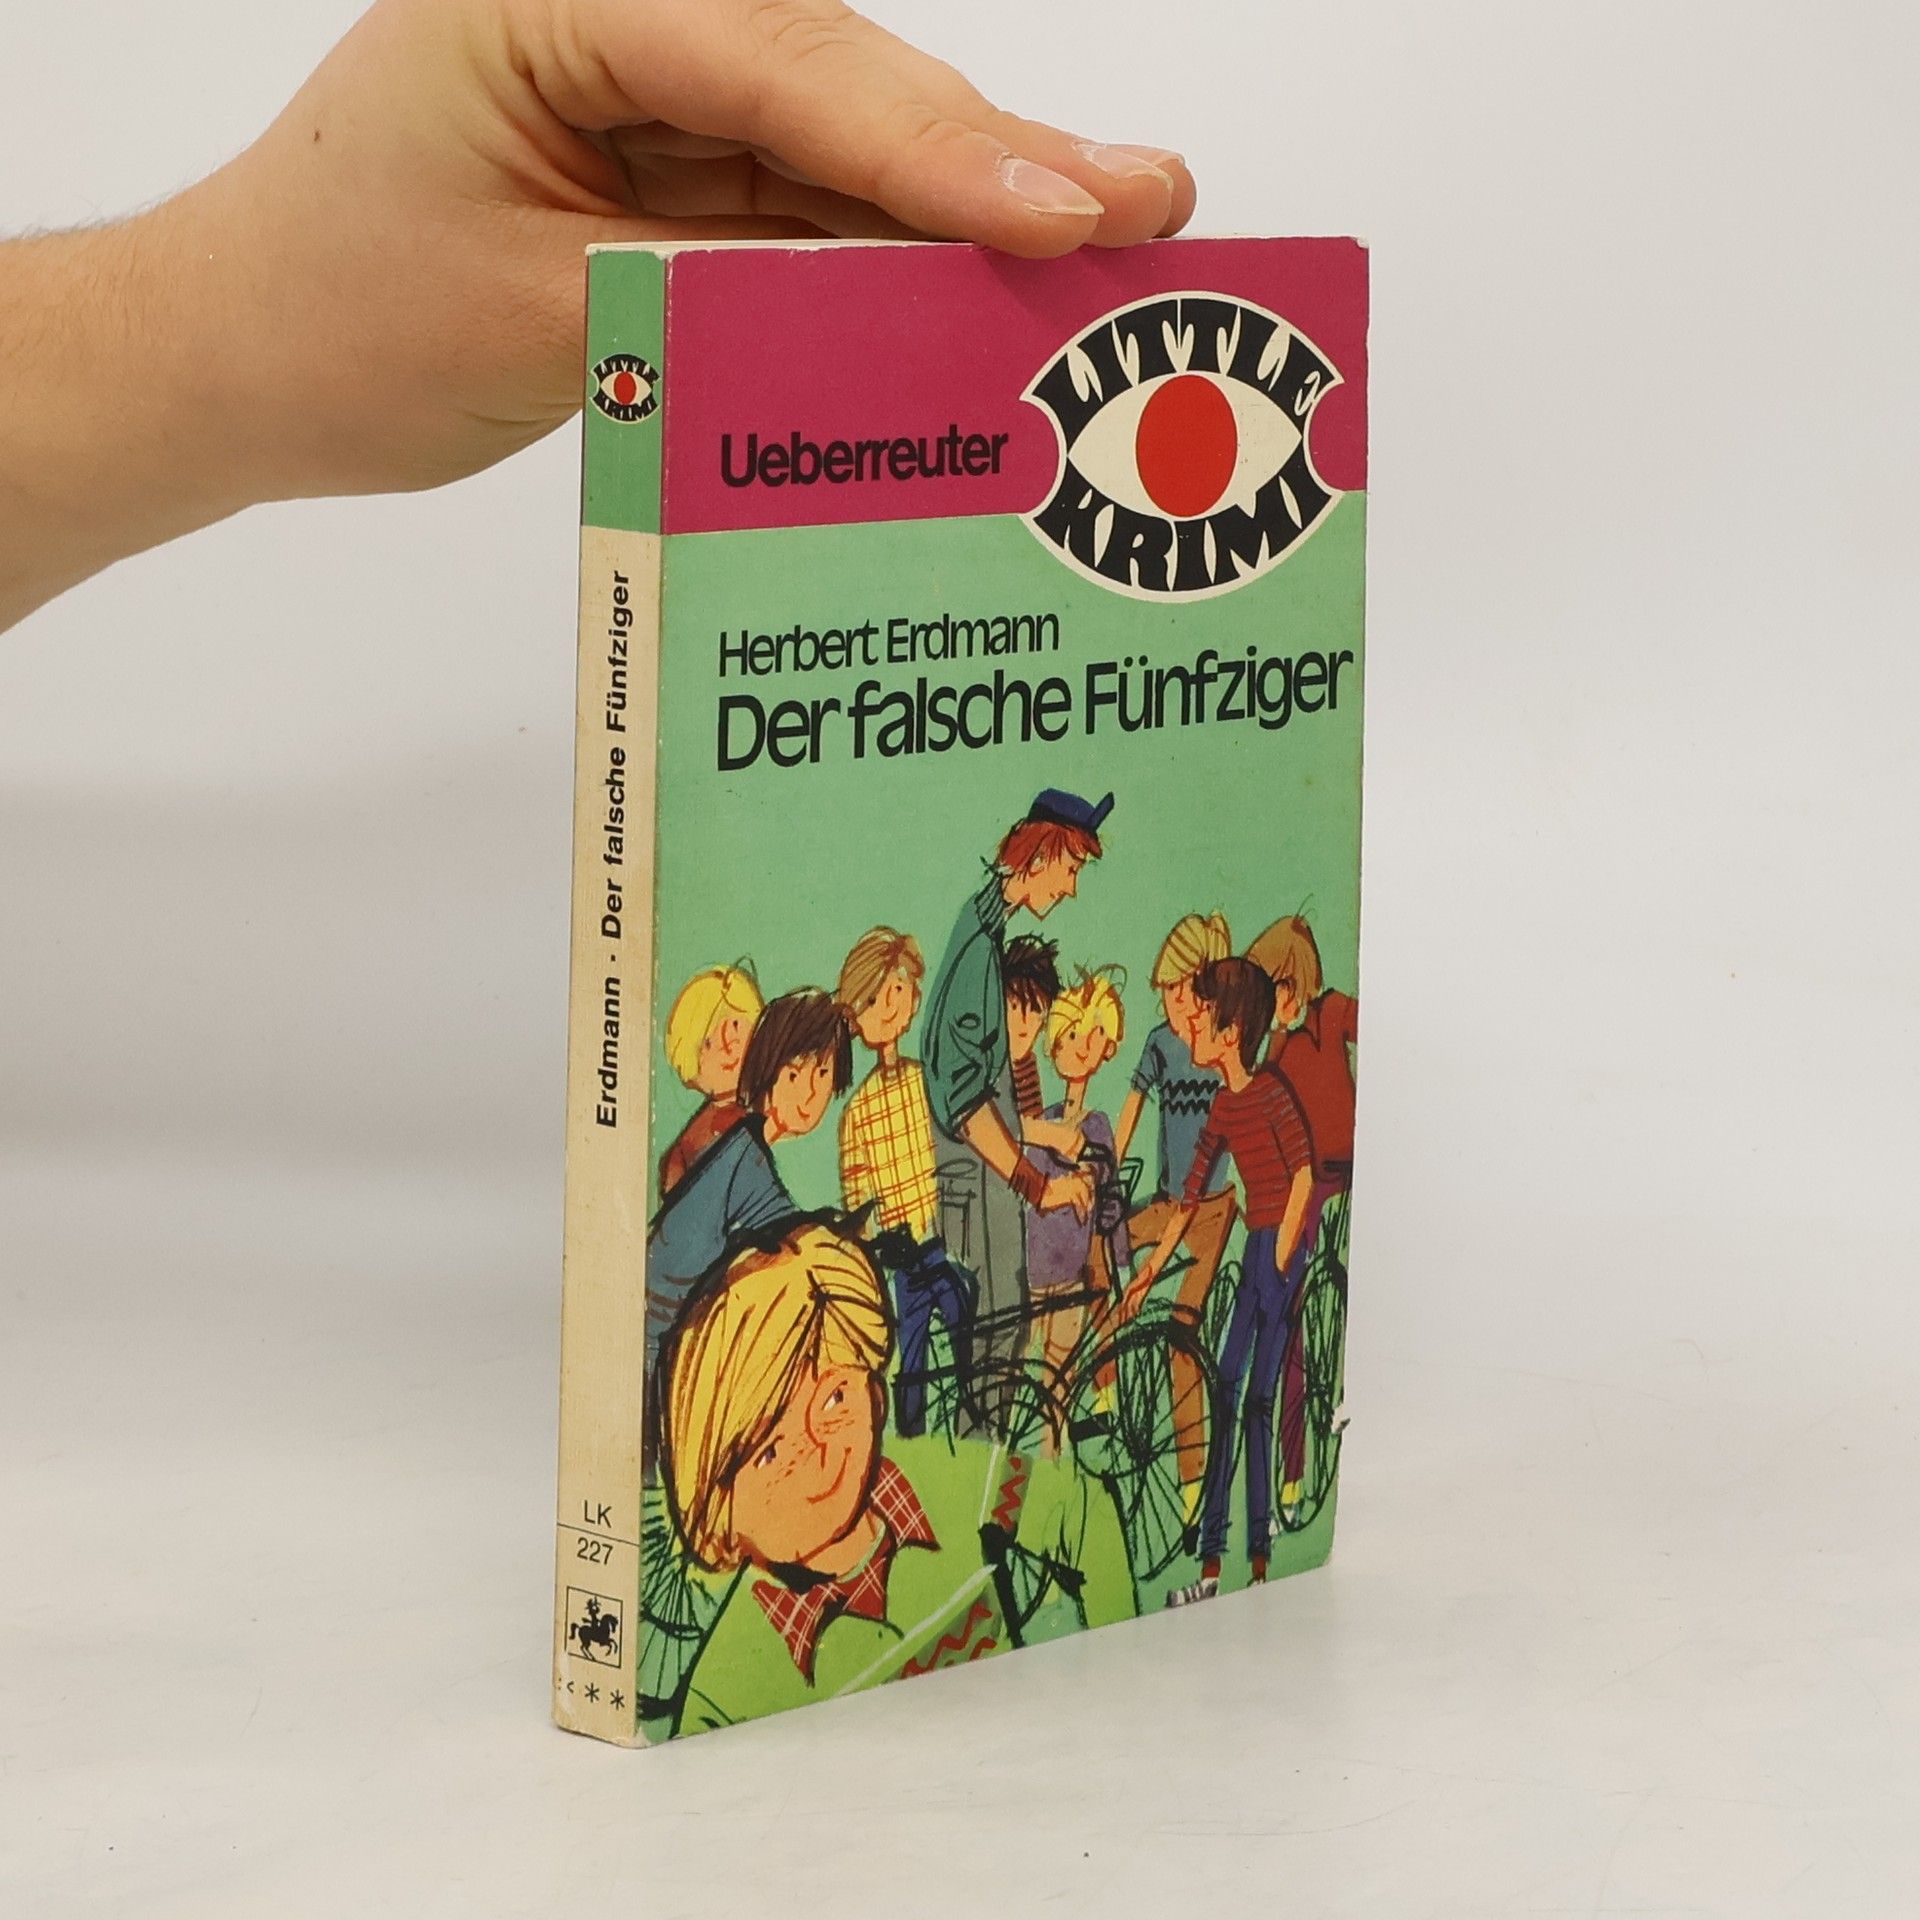 LITTLE
KRIMI
Ueberreuter
Herbert Erdmann
Der falsche Fünfziger
LITTLE
KRIMI
Erdmann · Der falsche Fünfziger
LK
227
* *